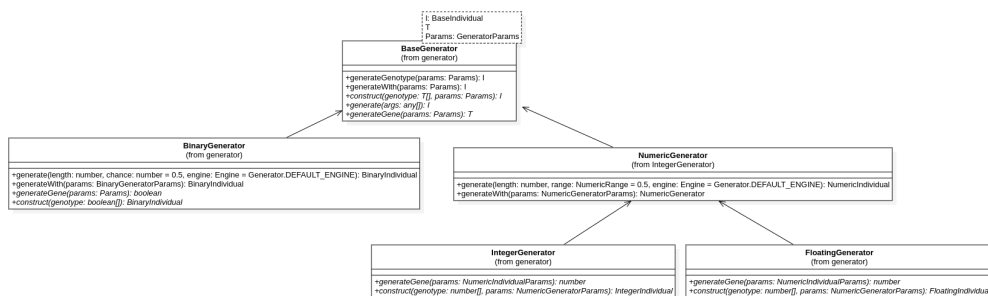 I: BaseIndividual
T
Params: GeneratorParams
BaseGenerator
(from generator)
+generateGenotype(params: Params): I
+generateWith(params: Params): I
+construct(genotype: T[], params: Params): I
+generate(args: any[]): I
+generateGene(params: Params): T
BinaryGenerator
(from generator)
+generate(length: number, chance: number = 0.5, engine: Engine = Generator.DEFAULT_ENGINE): BinaryIndividual
+generateWith(params: BinaryGeneratorParams): BinaryIndividual
+generateGene(params: Params): boolean
+construct(genotype: boolean[]): BinaryIndividual
NumericGenerator
(from IntegerGenerator)
+generate(length: number, range: NumericRange = 0.5, engine: Engine = Generator.DEFAULT_ENGINE): NumericIndividual
+generateWith(params: NumericGeneratorParams): NumericGenerator
IntegerGenerator
(from generator)
+generateGene(params: NumericIndividualParams): number
+construct(genotype: number[], params: NumericGeneratorParams): IntegerIndividual
FloatingGenerator
(from generator)
+generateGene(params: NumericIndividualParams): number
+construct(genotype: number[], params: NumericGeneratorParams): FloatingIndividua